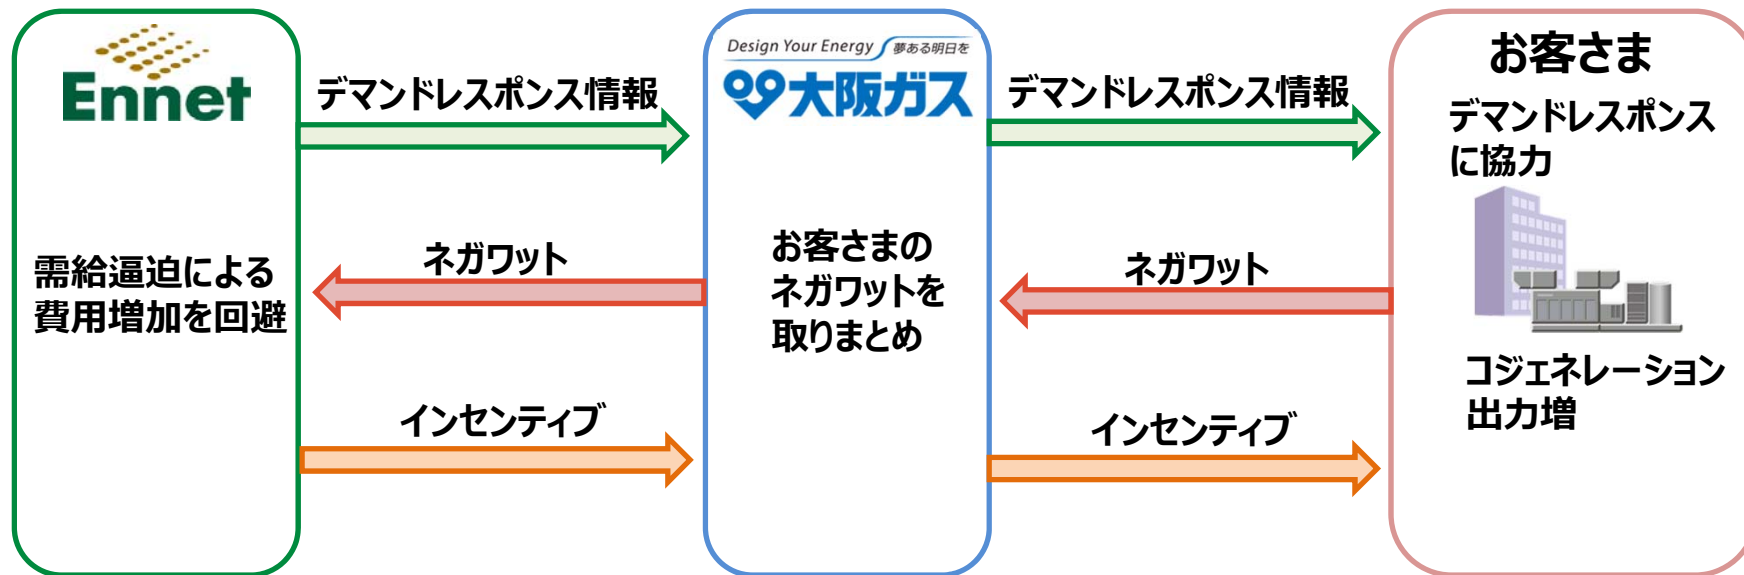 Ennet
需給逼迫による
費用増加を回避
デマンドレスポンス情報
ネガワット
インセンティブ
Design Your Energy 夢ある明日を
大阪ガス
お客さまの
ネガワットを
取りまとめ
デマンドレスポンス情報
ネガワット
インセンティブ
お客さま
デマンドレスポンス
に協力
コジェネレーション
出力増